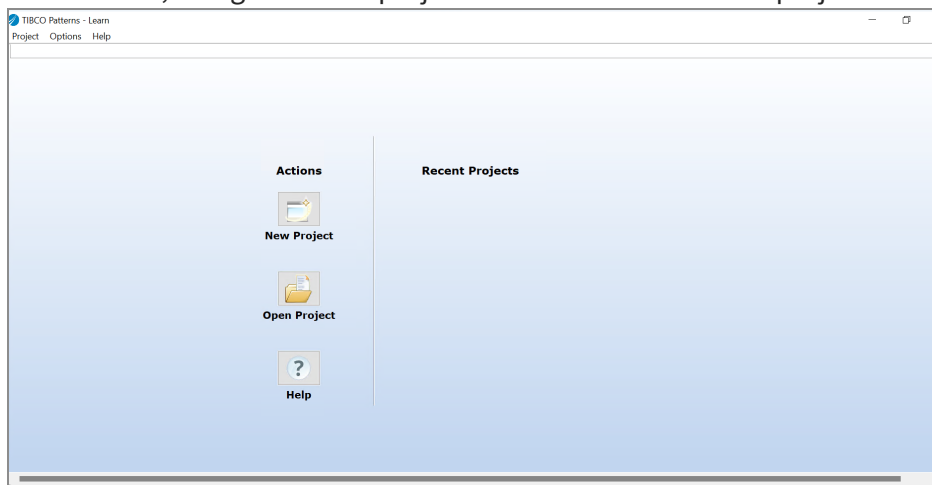 TIBCO Patterns - Learn
Project Options Help
Actions
Recent Projects
New Project
Open Project
?
Help